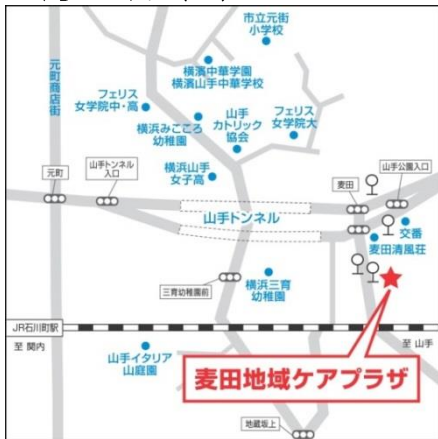 市立元街
小学校
横濱中華学園
横濱山手中華学校
元町商店街
フェリス
女学院中・高
横浜みこころ
幼稚園
山手
カトリック
協会
フェリス
女学院大
横浜山手
女子高
山手トンネル
入口
元町
麦田
山手公園入口
山手トンネル
交番
麦田清風荘
三育幼稚園前
横浜三育
幼稚園
JR石川町駅
至 関内
至 山手
山手イタリア
山庭園
麦田地域ケアプラザ
地蔵坂上